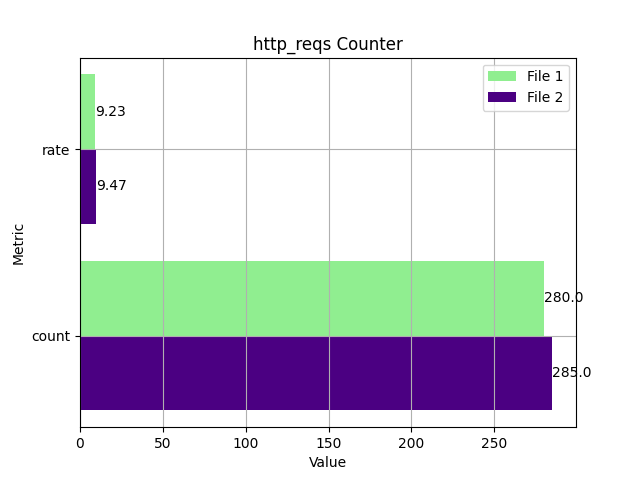 http_reqs Counter
File 1
File 2
9.23
rate
9.47
Metric
280.0
count
285.0
0 50 100 150 200 250
Value